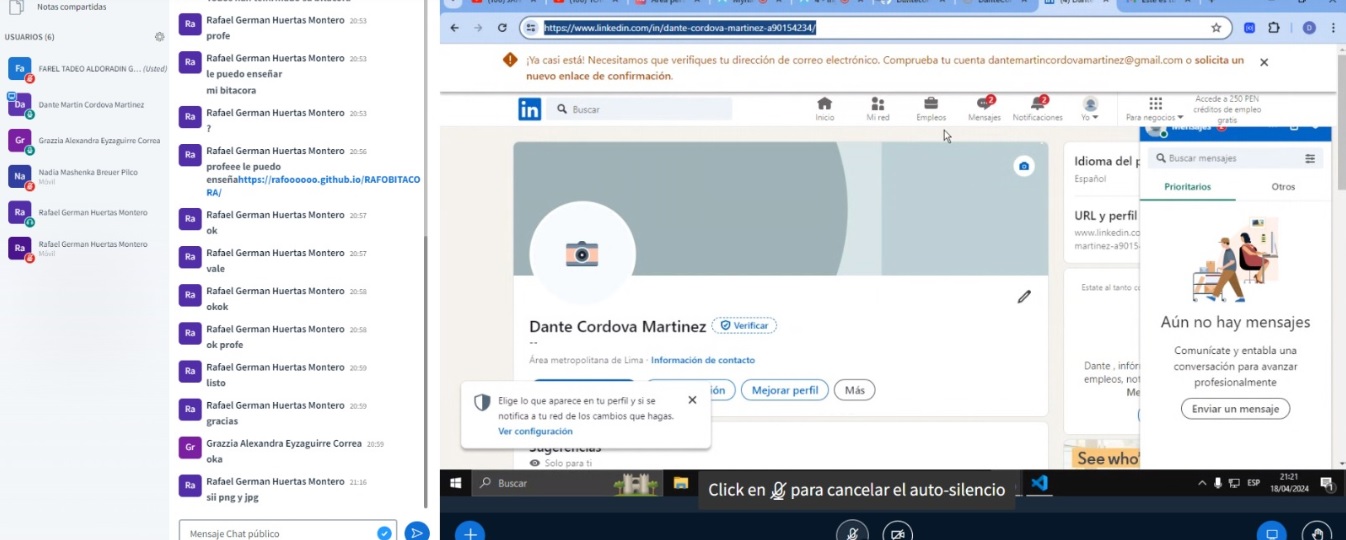 Notas compartidas
USUARIOS (6)
Fa
FAREL TADEO ALDORADIN G... (Usted)
Da
Dante Martin Cordova Martinez
Gr
Grazzia Alexandra Eyzaguirre Correa
Na
Nadia Mashenka Breuer Pilco
Móvil
Ra
Rafael German Huertas Montero
Ra
Rafael German Huertas Montero
Móvil
Ra
Rafael German Huertas Montero 20:53
profe
Ra
Rafael German Huertas Montero 20:53
le puedo enseñar
mi bitacora
Ra
Rafael German Huertas Montero 20:53
?
Ra
Rafael German Huertas Montero 20:56
profeee le puedo
enseñahttps://rafoooooo.github.io/RAFOBITACO
RA/
Ra
Rafael German Huertas Montero 20:57
ok
Ra
Rafael German Huertas Montero 20:57
vale
Ra
Rafael German Huertas Montero 20:58
okok
Ra
Rafael German Huertas Montero 20:58
ok profe
Ra
Rafael German Huertas Montero 20:59
listo
Ra
Rafael German Huertas Montero 20:59
gracias
Gr
Grazzia Alexandra Eyzaguirre Correa 20:59
oka
Ra
Rafael German Huertas Montero 21:16
sii png y jpg
Mensaje Chat público
https://www.linkedin.com/in/dante-cordova-martinez-a90154234/
D
¡Ya casi está! Necesitamos que verifiques tu dirección de correo electrónico. Comprueba tu cuenta dantemartincordovamartinez@gmail.com o solicita un
nuevo enlace de confirmación.
in
Buscar
Inicio
Mi red
Empleos
2
Mensajes
2
Notificaciones
Yo
Para negocios
Accede a 250 PEN
créditos de empleo
gratis
Dante Cordova Martinez
Verificar
--
Área metropolitana de Lima · Información de contacto
ión
Mejorar perfil
Más
Elige lo que aparece en tu perfil y si se
notifica a tu red de los cambios que hagas.
Ver configuración
Sugerencias
Solo para ti
Idioma del p
Español
URL y perfil
www.linkedin.co
martinez-a9015
Estate al tanto c
Dante , infór
empleos, not
Me
See who'
Mensajes
Buscar mensajes
Prioritarios
Otros
Aún no hay mensajes
Comunícate y entabla una
conversación para avanzar
profesionalmente
Enviar un mensaje
Buscar
Click en para cancelar el auto-silencio
ESP
21:21
18/04/2024
1